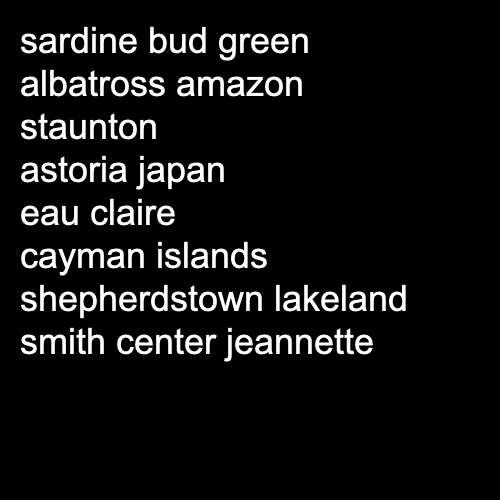 sardine bud green
albatross amazon
staunton
astoria japan
eau claire
cayman islands
shepherdstown lakeland
smith center jeannette